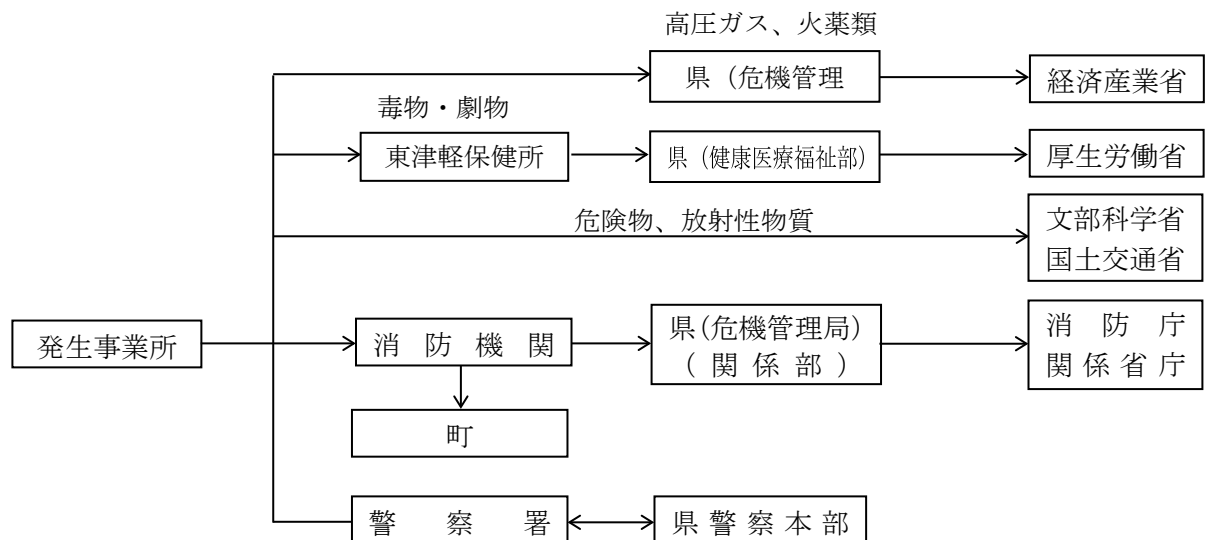 高圧ガス、火薬類
県（危機管理
経済産業省
毒物・劇物
東津軽保健所
県（健康医療福祉部）
厚生労働省
危険物、放射性物質
文部科学省
国土交通省
発生事業所
消防機関
県（危機管理局）
（関係部）
消防庁
関係省庁
町
警察署
県警察本部